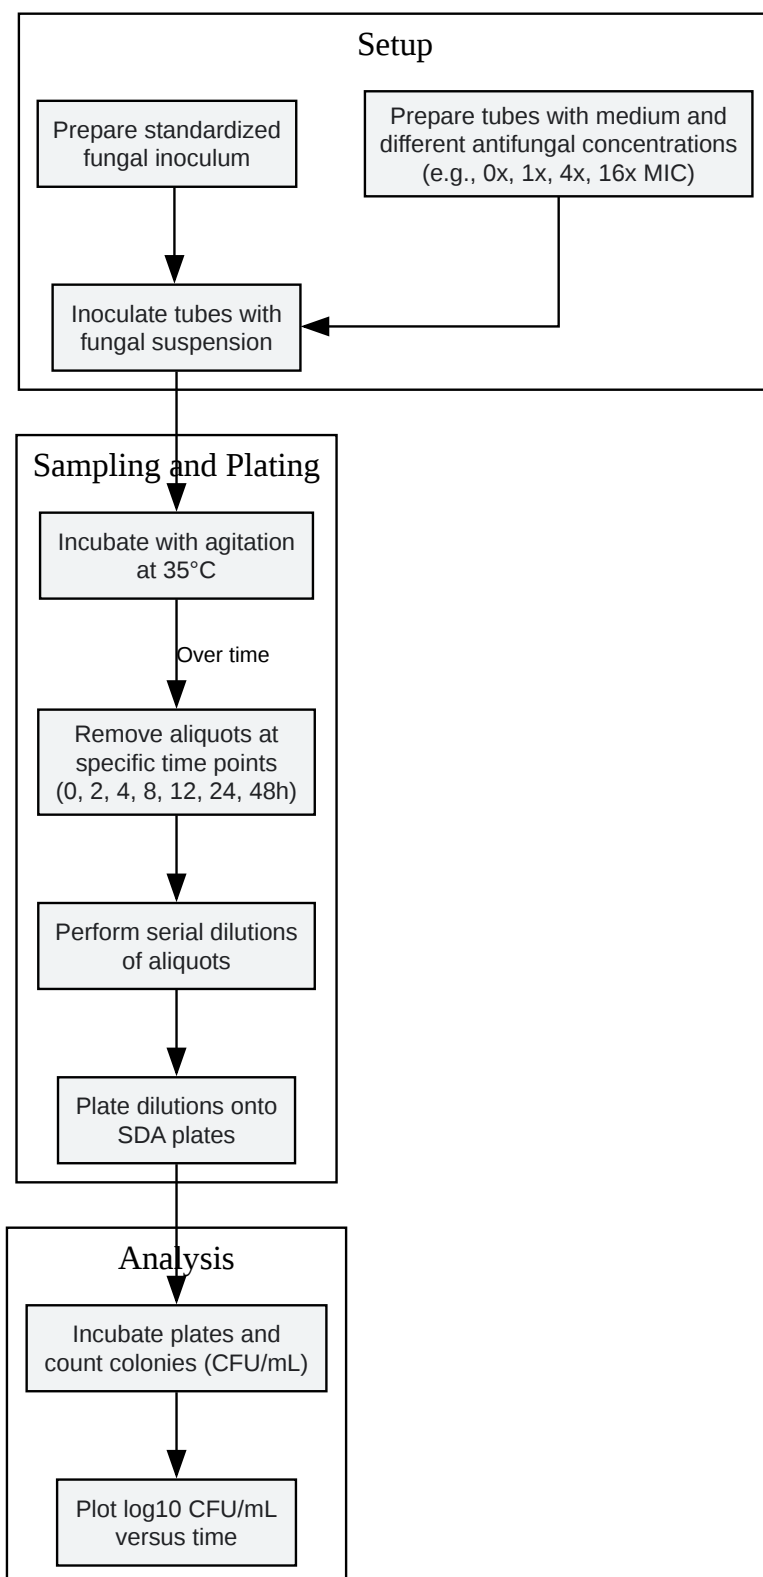 Setup
Prepare standardized
fungal inoculum
Prepare tubes with medium and
different antifungal concentrations
(e.g., 0x, 1x, 4x, 16x MIC)
Inoculate tubes with
fungal suspension
Sampling and Plating
Incubate with agitation
at 35°C
Over time
Remove aliquots at
specific time points
(0, 2, 4, 8, 12, 24, 48h)
Perform serial dilutions
of aliquots
Plate dilutions onto
SDA plates
Analysis
Incubate plates and
count colonies (CFU/mL)
Plot log10 CFU/mL
versus time